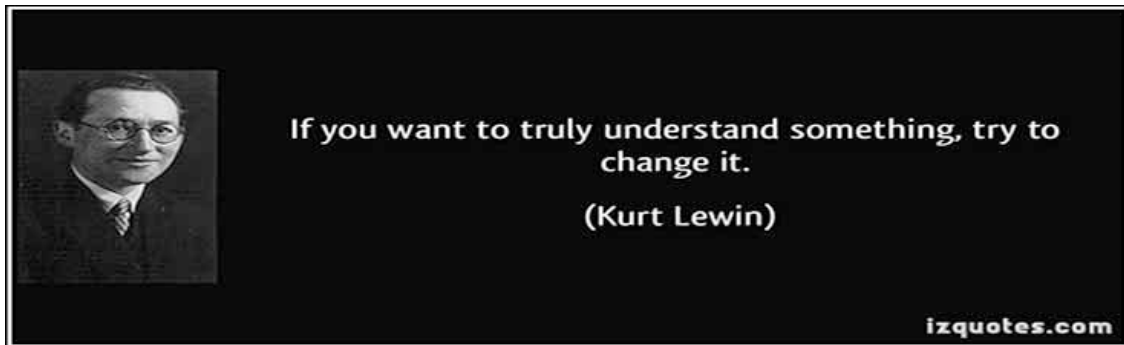 If you want to truly understand something, try to
change it.
(Kurt Lewin)
izquotes.com